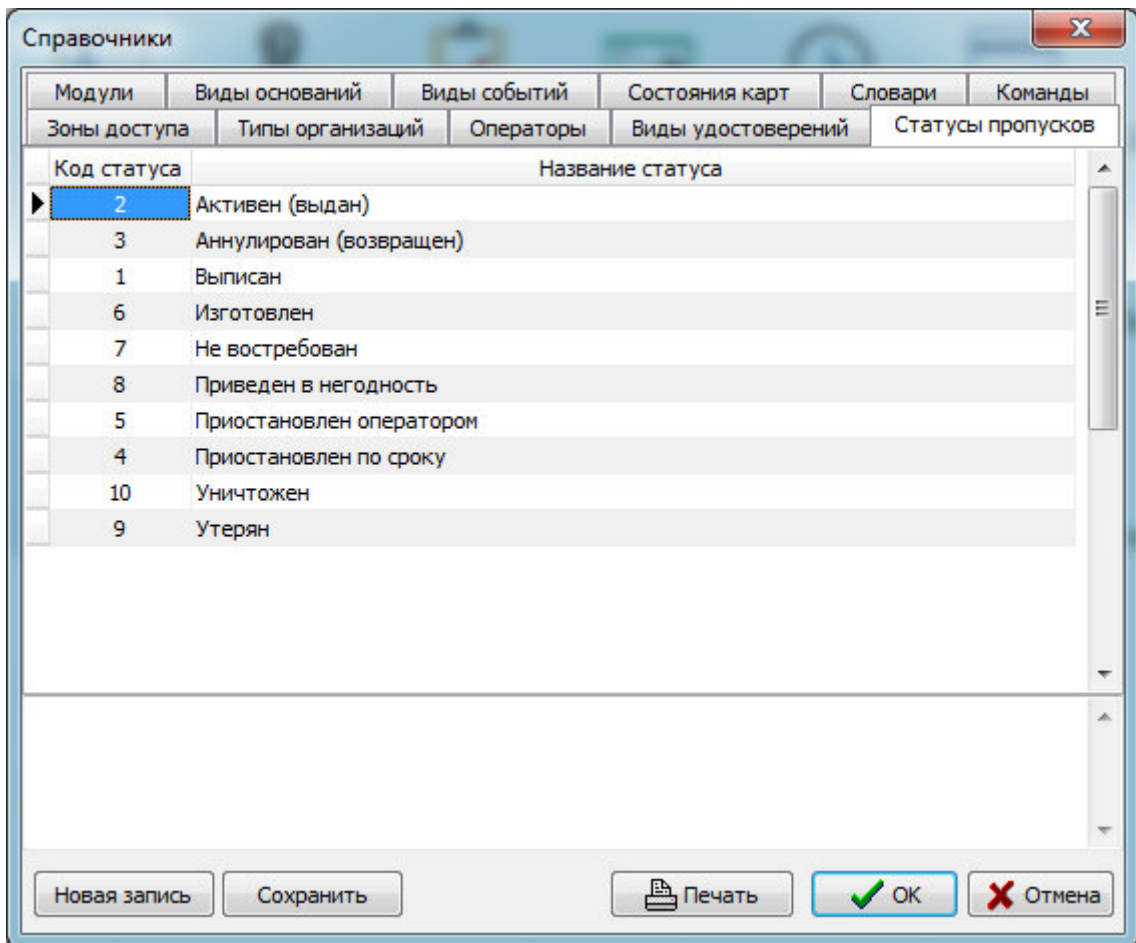 Справочники
Модули Виды оснований Виды событий Состояния карт Словари Команды
Зоны доступа Типы организаций Операторы Виды удостоверений Статусы пропусков
Код статуса Название статуса
2 Активен (выдан)
3 Аннулирован (возвращен)
1 Выписан
6 Изготовлен
7 Не востребован
8 Приведен в негодность
5 Приостановлен оператором
4 Приостановлен по сроку
10 Уничтожен
9 Утерян
Новая запись Сохранить Печать OK Отмена